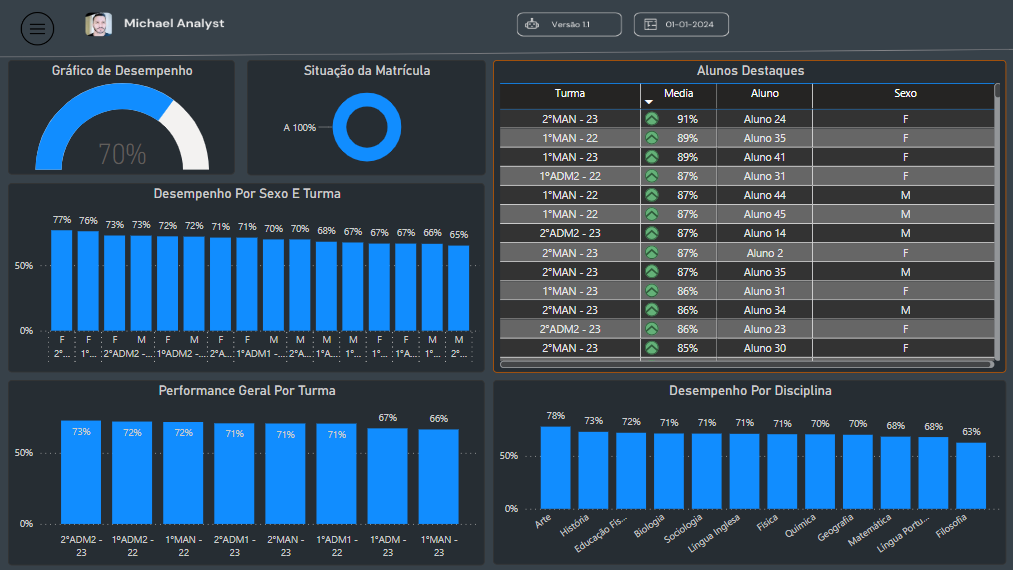 Michael Analyst
Versão 1.1
01-01-2024
Gráfico de Desempenho
70%
Situação da Matrícula
A 100%
Alunos Destaques
Turma Media Aluno Sexo
2°MAN - 23 91% Aluno 24 F
1°MAN - 22 89% Aluno 35 F
1°MAN - 23 89% Aluno 41 F
1ºADM2 - 22 87% Aluno 31 F
1°MAN - 22 87% Aluno 44 M
1°MAN - 22 87% Aluno 45 M
2°ADM2 - 23 87% Aluno 14 M
2°MAN - 23 87% Aluno 2 F
2°MAN - 23 87% Aluno 35 M
1°MAN - 23 86% Aluno 31 F
2°MAN - 23 86% Aluno 34 M
2°ADM2 - 23 86% Aluno 23 F
2°MAN - 23 85% Aluno 30 F
Desempenho Por Sexo E Turma
77% 76% 73% 73% 72% 72% 71% 71% 70% 70% 68% 67% 67% 67% 66% 65%
50%
0%
F F F M F M F F M M M M F F M M
2°... 1°... 2°ADM2 -... 1ºADM2 -... 2°A... 1°ADM1 -... 2°A... 1°A... 1°... 1°... 1°A... 1°... 2°...
Performance Geral Por Turma
73% 72% 72% 71% 71% 71% 67% 66%
50%
0%
2°ADM2 - 1ºADM2 - 1°MAN - 2°ADM1 - 2°MAN - 1°ADM1 - 1°ADM - 1°MAN -
23 22 22 23 23 22 23 23
Desempenho Por Disciplina
78% 73% 72% 71% 71% 71% 71% 70% 70% 68% 68% 63%
50%
0%
Arte História Educação Fís... Biologia Sociologia Língua Inglesa Física Química Geografia Matemática Língua Portu... Filosofia